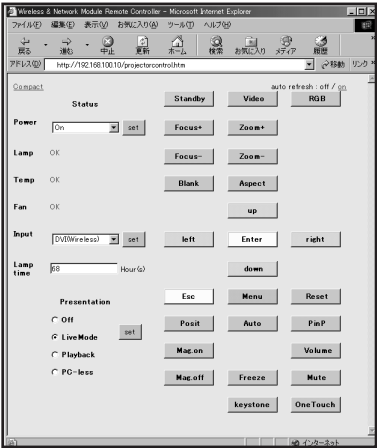 Wireless & Network Module Remote Controller - Microsoft Internet Explorer
ファイル(F) 編集(E) 表示(V) お気に入り(A) ツール(T) ヘルプ(H)
戻る 進む 中止 更新 ホーム 検索 お気に入り メディア 履歴 »
アドレス(D) http://192.168.100.10/projectorcontrol.htm 移動 リンク »
Compact auto refresh : off / on
Status Standby Video RGB
Power On set Focus+ Zoom+
Lamp OK Focus- Zoom-
Temp OK Blank Aspect
Fan OK up
Input DVI(Wireless) set left Enter right
Lamp time 68 Hour(s) down
Presentation Esc Menu Reset
Off Posit Auto PinP
LiveMode set
Playback Mag.on Volume
PC-less Mag.off Freeze Mute
keystone OneTouch
インターネット